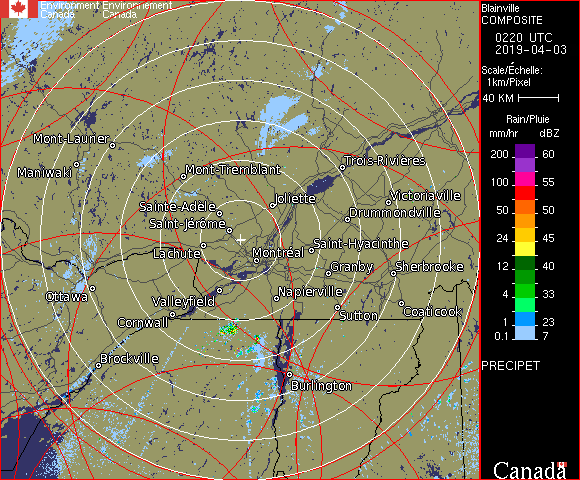 Environment Environnement
Canada Canada
Blainville
COMPOSITE
0220 UTC
2019-04-03
Scale/Échelle:
1km/Pixel
40 KM
Rain/Pluie
mm/hr dBZ
200 60
100 55
50 50
24 45
12 40
4 33
1 23
0.1 7
PRECIPET
Canada
Mont-Laurier
Maniwaki
Mont-Tremblant
Trois-Rivières
Joliette
Victoriaville
Sainte-Adèle
Drummondville
Saint-Jérôme
Saint-Hyacinthe
Lachute
Montréal
Granby
Sherbrooke
Ottawa
Valleyfield
Napierville
Cornwall
Sutton
Coaticook
Brockville
Burlington